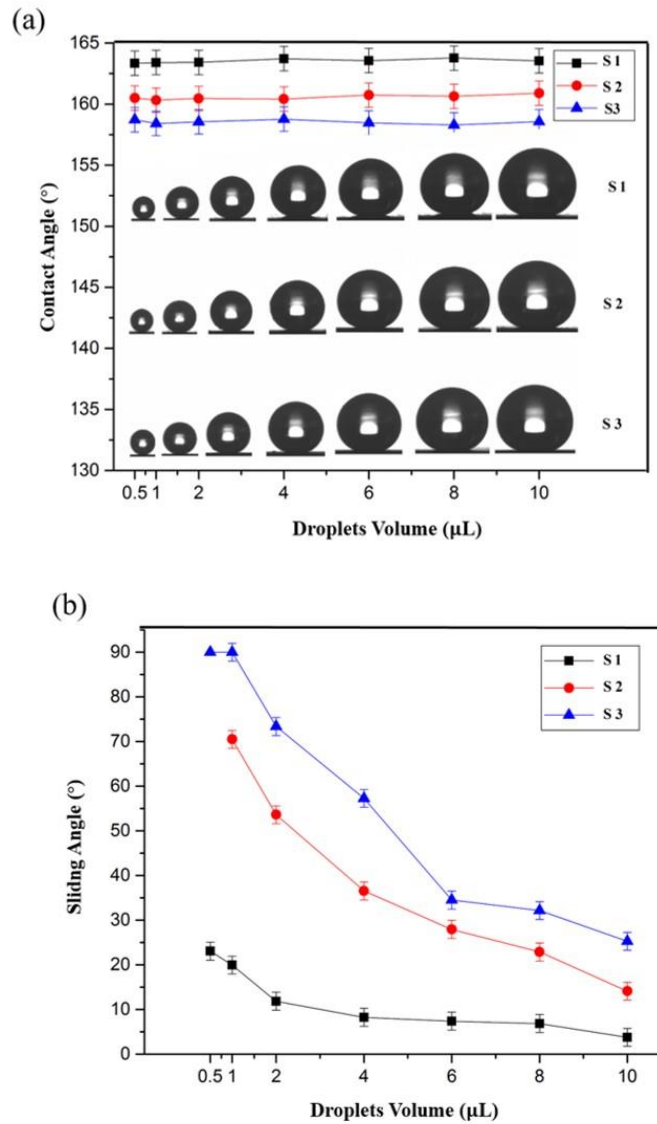 (a)
165
160
155
150
145
140
135
130
Contact Angle (°)
S 1
S 2
S3
S 1
S 2
S 3
0.5 1 2 4 6 8 10
Droplets Volume (µL)
(b)
90
80
70
60
50
40
30
20
10
0
Slidng Angle (°)
S 1
S 2
S 3
0.5 1 2 4 6 8 10
Droplets Volume (µL)